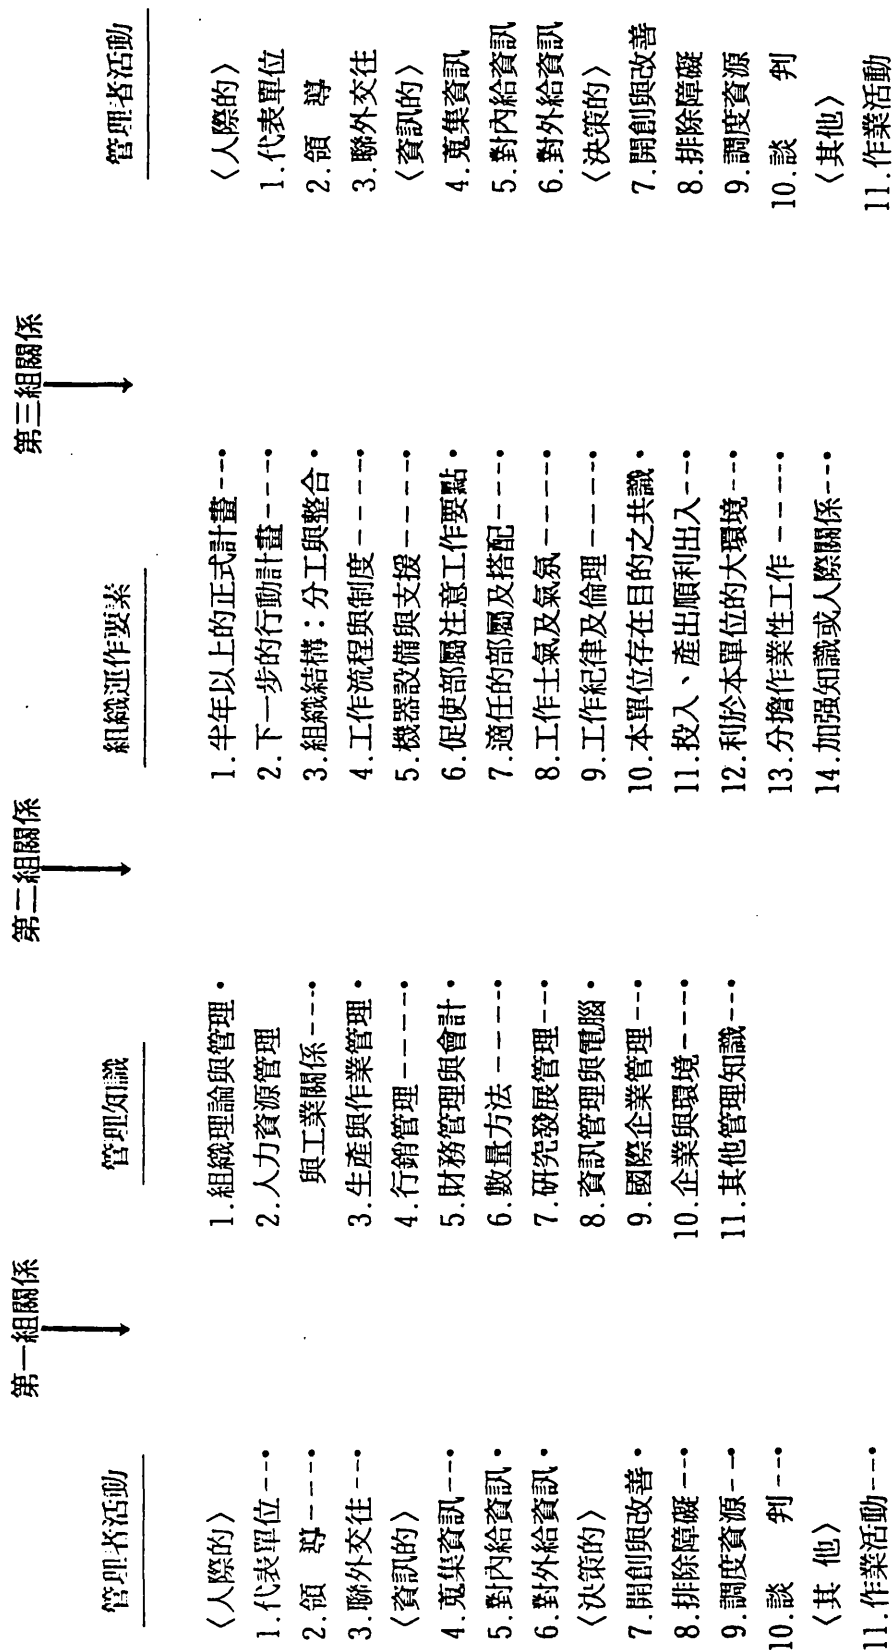 第一組關係
第二組關係
第三組關係
管理者活動
〈人際的〉
1.代表單位---•
2.領 導----•
3.聯外交往---•
〈資訊的〉
4.蒐集資訊---•
5.對內給資訊•
6.對外給資訊•
〈決策的〉
7.開創與改善•
8.排除障礙--•
9.調度資源--•
10.談 判---•
〈其 他〉
11.作業活動---•
管理知識
1.組織理論與管理•
2.人力資源管理
與工業關係---•
3.生產與作業管理•
4.行銷管理-----•
5.財務管理與會計•
6.數量方法-----•
7.研究發展管理---•
8.資訊管理與電腦•
9.國際企業管理---•
10.企業與環境----•
11.其他管理知識---•
組織運作要素
1.半年以上的正式計畫---•
2.下一步的行動計畫----•
3.組織結構：分工與整合•
4.工作流程與制度-----•
5.機器設備與支援-----•
6.促使部屬注意工作要點•
7.適任的部屬及搭配----•
8.工作士氣及氣氛-----•
9.工作紀律及倫理-----•
10.本單位存在目的之共識•
11.投入、產出順利出入---•
12.利於本單位的大環境---•
13.分擔作業性工作-----•
14.加强知識或人際關係---•
管理者活動
〈人際的〉
1.代表單位
2.領 導
3.聯外交往
〈資訊的〉
4.蒐集資訊
5.對內給資訊
6.對外給資訊
〈決策的〉
7.開創與改善
8.排除障礙
9.調度資源
10.談 判
〈其他〉
11.作業活動